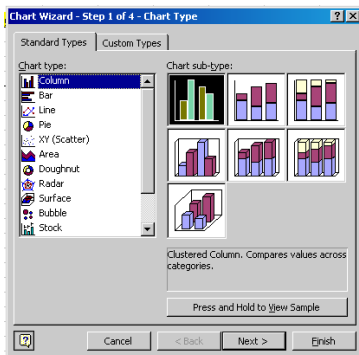 Chart Wizard - Step 1 of 4 - Chart Type
Standard Types
Custom Types
Chart type:
Column
Bar
Line
Pie
XY (Scatter)
Area
Doughnut
Radar
Surface
Bubble
Stock
Chart sub-type:
Clustered Column. Compares values across
categories.
Press and Hold to View Sample
Cancel
< Back
Next >
Finish